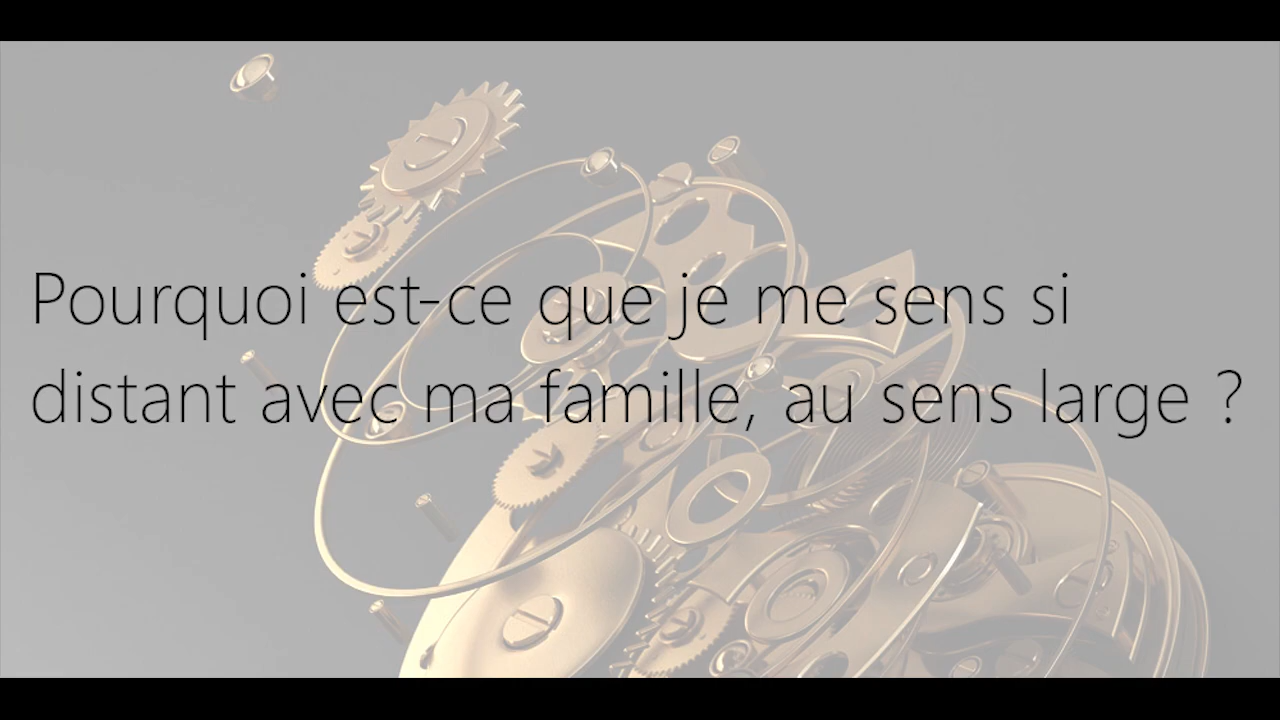 Pourquoi est-ce que je me sens si
distant avec ma famille, au sens large ?